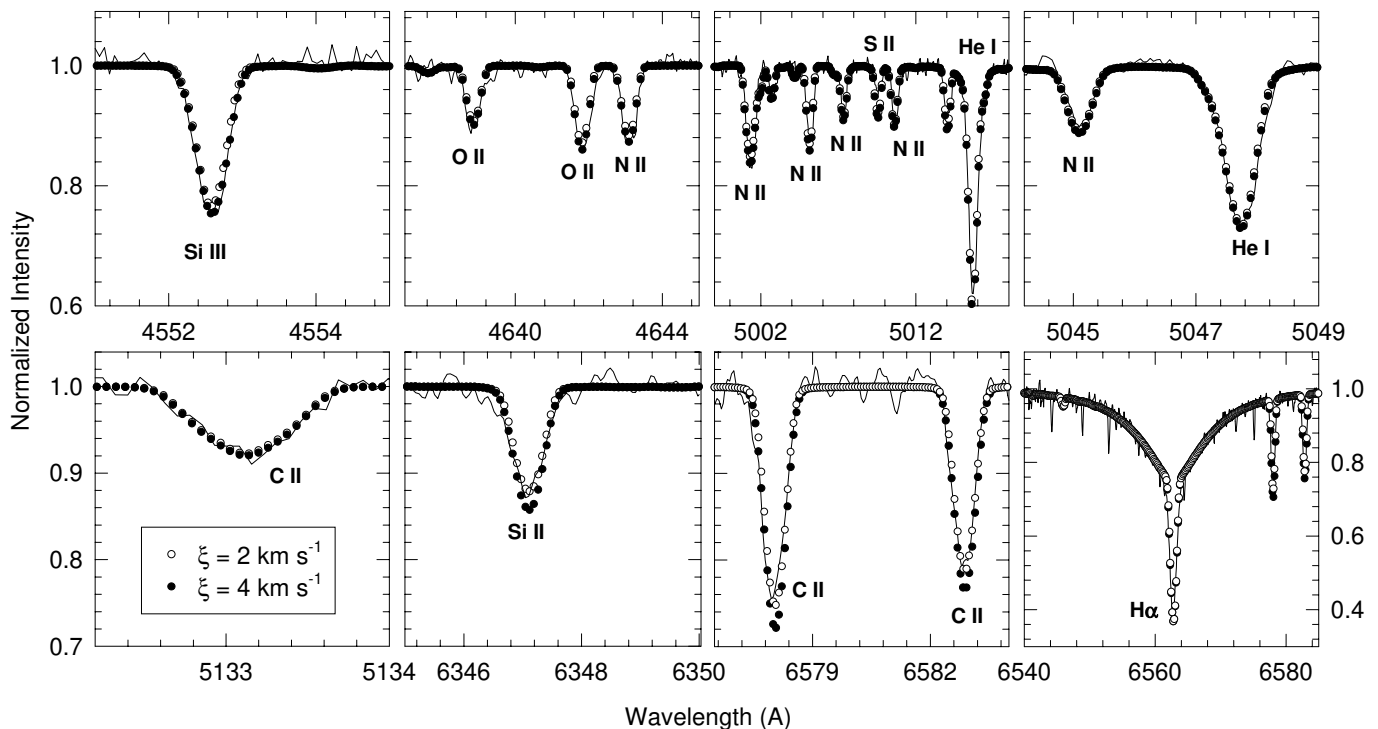 1.0
0.8
0.6
Si III
O II
O II
N II
S II
He I
N II
N II
N II
N II
N II
He I
4552
4554
4640
4644
5002
5012
5045
5047
5049
Normalized Intensity
1.0
0.9
0.8
0.7
C II
ξ = 2 km s⁻¹
ξ = 4 km s⁻¹
Si II
C II
C II
Hα
1.0
0.8
0.6
0.4
5133
5134
6346
6348
6350
6579
6582
6540
6560
6580
Wavelength (A)